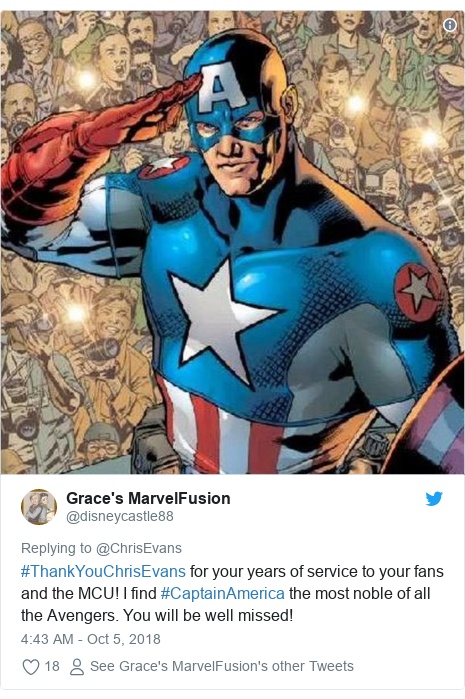 A
Grace's MarvelFusion
@disneycastle88
Replying to @ChrisEvans
#ThankYouChrisEvans for your years of service to your fans
and the MCU! I find #CaptainAmerica the most noble of all
the Avengers. You will be well missed!
4:43 AM - Oct 5, 2018
18 See Grace's MarvelFusion's other Tweets